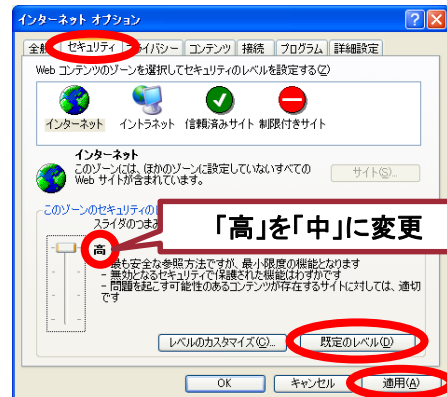 インターネット オプション
全般 セキュリティ プライバシー コンテンツ 接続 プログラム 詳細設定
Web コンテンツのゾーンを選択してセキュリティのレベルを設定する(Z)
インターネット イントラネット 信頼済みサイト 制限付きサイト
インターネット
このゾーンには、ほかのゾーンに設定していないすべての
Web サイトが含まれています。
サイト(S)...
このゾーンのセキュリティの
スライダのつまみ
「高」を「中」に変更
高
- 最も安全な参照方法ですが、最小限度の機能となります
- 無効となるセキュリティで保護された機能はわずかです
- 問題を起こす可能性のあるコンテンツが存在するサイトに対しては、適切
です
レベルのカスタマイズ(C)... 既定のレベル(D)
OK キャンセル 適用(A)